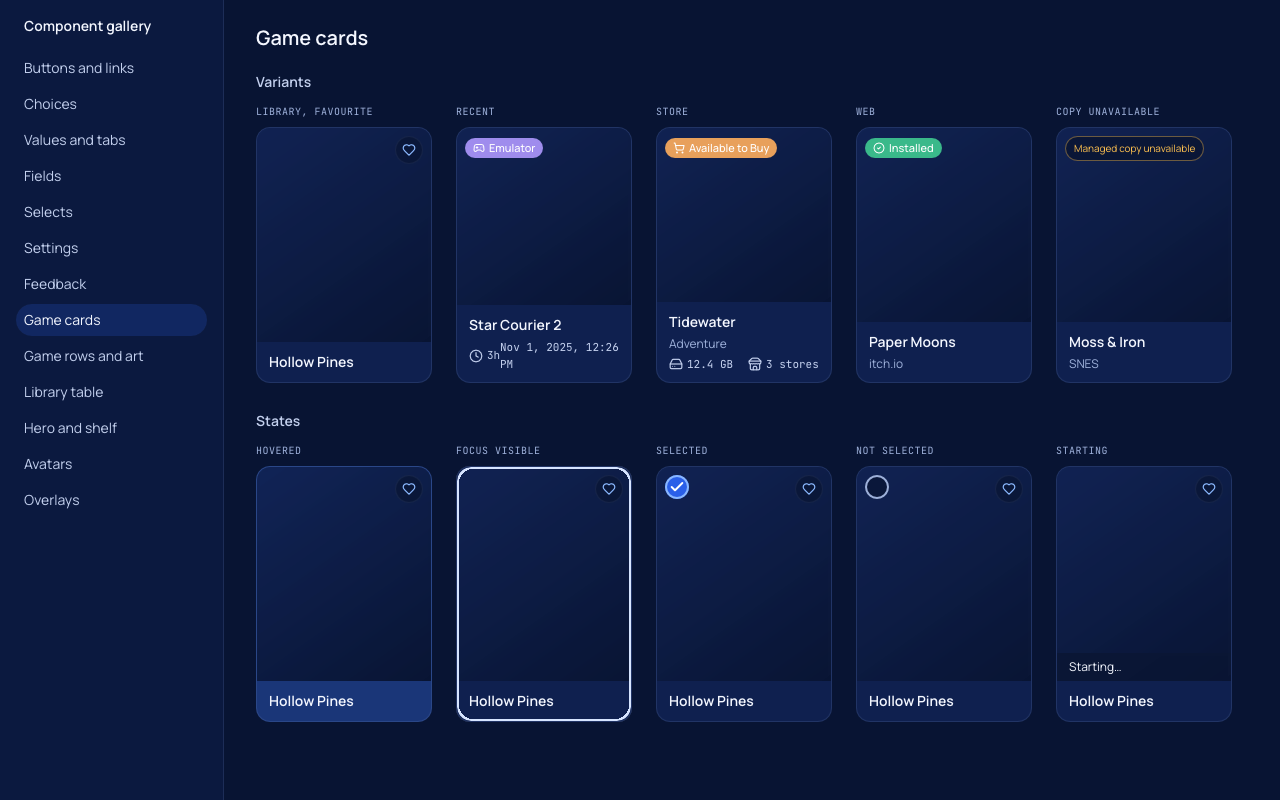 Component gallery
Buttons and links
Choices
Values and tabs
Fields
Selects
Settings
Feedback
Game cards
Game rows and art
Library table
Hero and shelf
Avatars
Overlays
Game cards
Variants
LIBRARY, FAVOURITE
Hollow Pines
RECENT
Emulator
Star Courier 2
3h
Nov 1, 2025, 12:26
PM
STORE
Available to Buy
Tidewater
Adventure
12.4 GB 3 stores
WEB
Installed
Paper Moons
itch.io
COPY UNAVAILABLE
Managed copy unavailable
Moss & Iron
SNES
States
HOVERED
Hollow Pines
FOCUS VISIBLE
Hollow Pines
SELECTED
Hollow Pines
NOT SELECTED
Hollow Pines
STARTING
Starting…
Hollow Pines